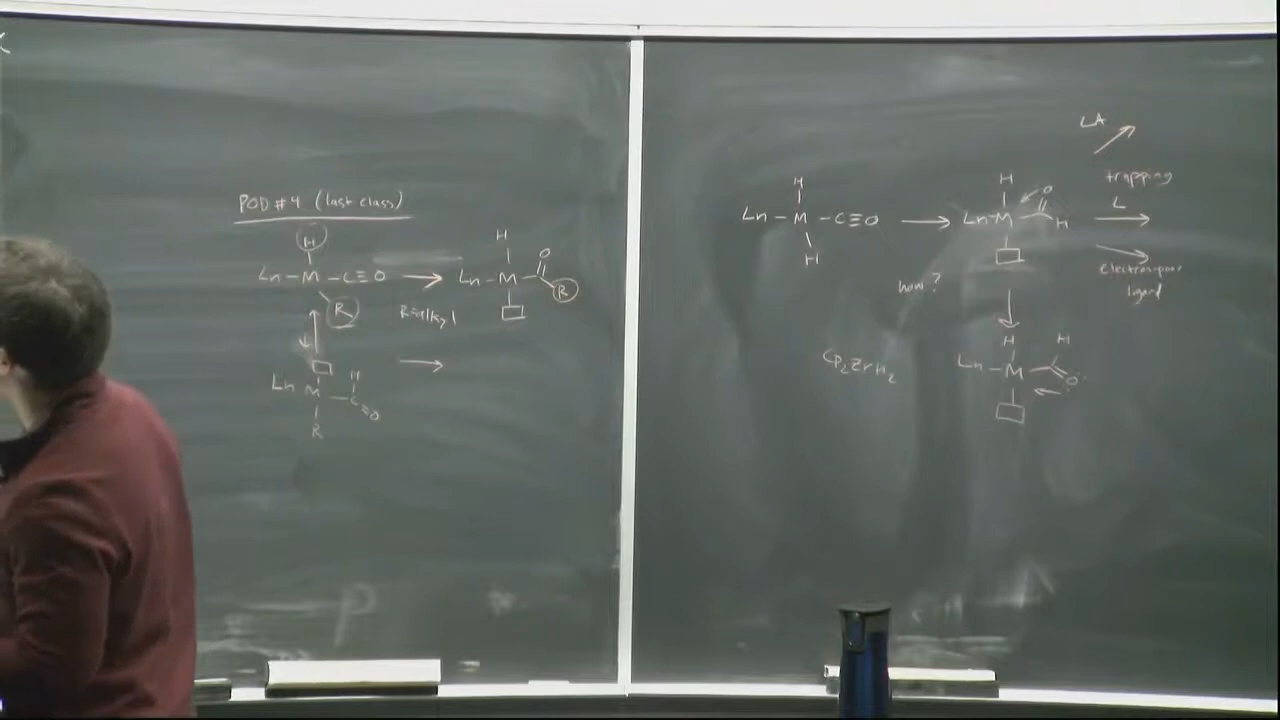 POD #4 (last class)
H
Ln - M - C≡O
R
R=alkyl
H
Ln - M
O
R
Ln
M
H
C
O
R
H
Ln - M - C≡O
H
H
Ln M
O
H
LA
trapping
L
electron-poor
ligand
how?
Cp2ZrH2
H
Ln - M
H
O